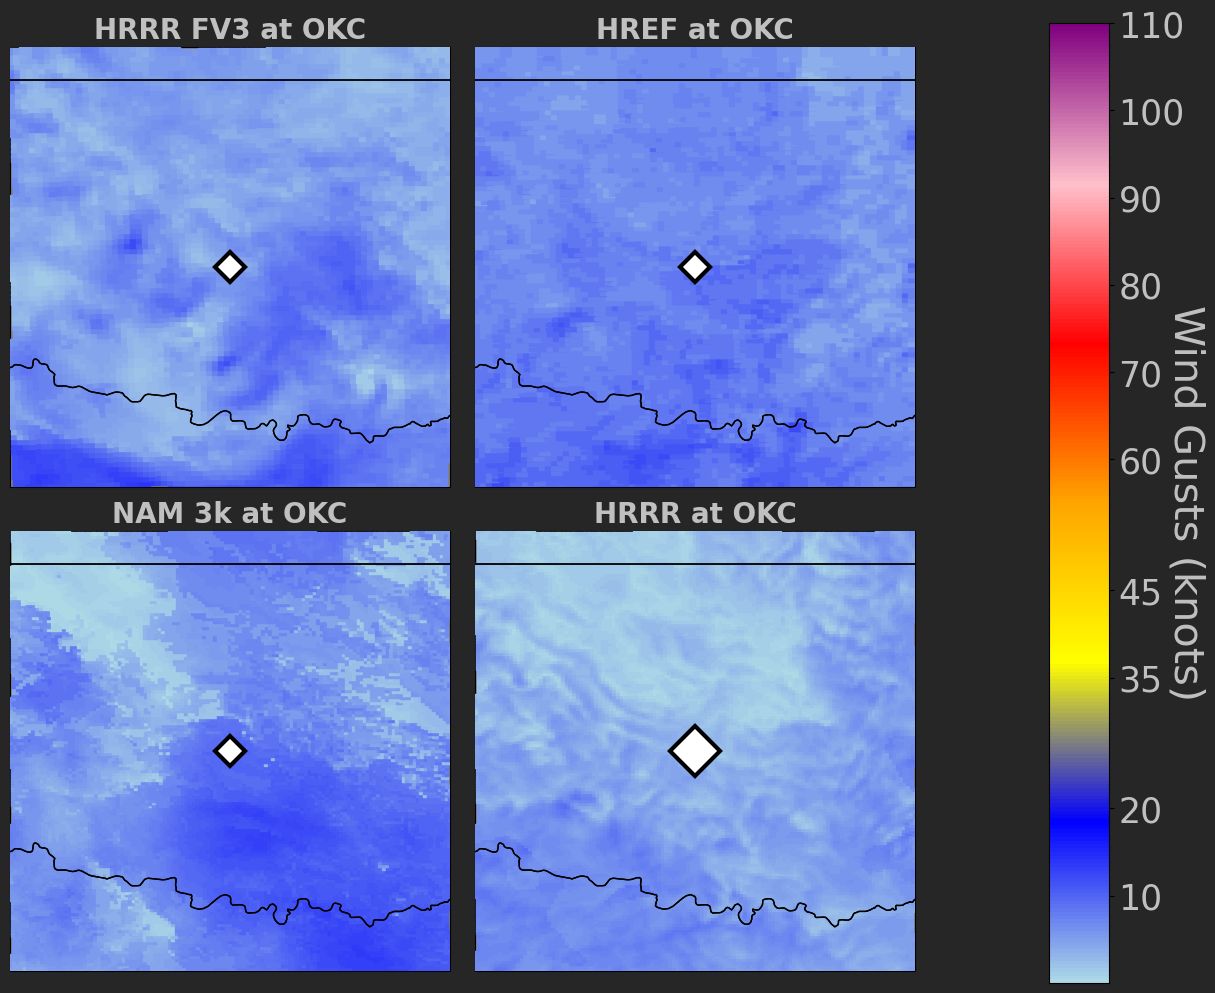 HRRR FV3 at OKC
HREF at OKC
NAM 3k at OKC
HRRR at OKC
110
100
90
80
70
60
45
35
20
10
Wind Gusts (knots)